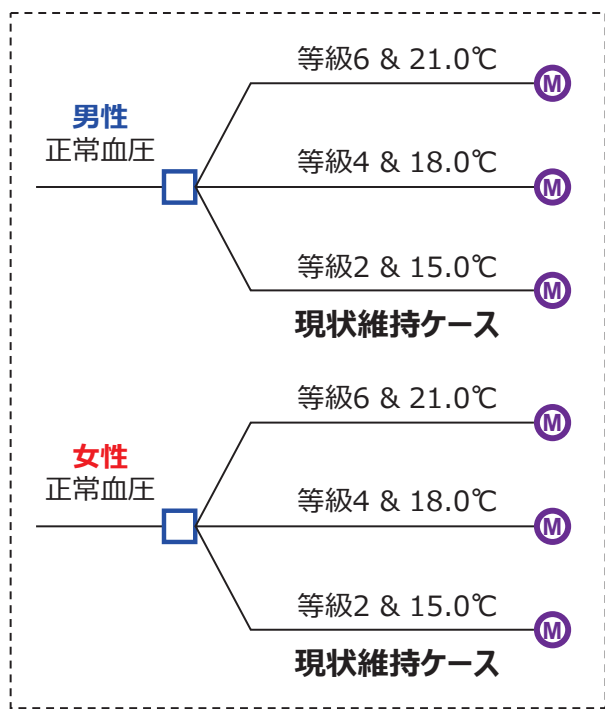 等級6 & 21.0℃
M
男性
正常血圧
等級4 & 18.0℃
M
等級2 & 15.0℃
M
現状維持ケース
等級6 & 21.0℃
M
女性
正常血圧
等級4 & 18.0℃
M
等級2 & 15.0℃
M
現状維持ケース